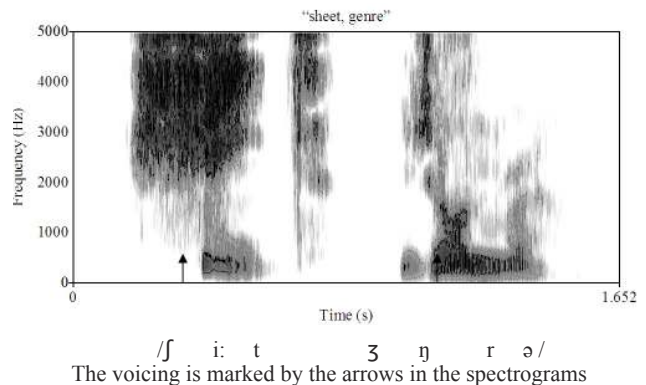 "sheet, genre"
5000
4000
3000
2000
1000
0
Frequency (Hz)
0
1.652
Time (s)
/ʃ i: t ʒ ŋ r ə /
The voicing is marked by the arrows in the spectrograms